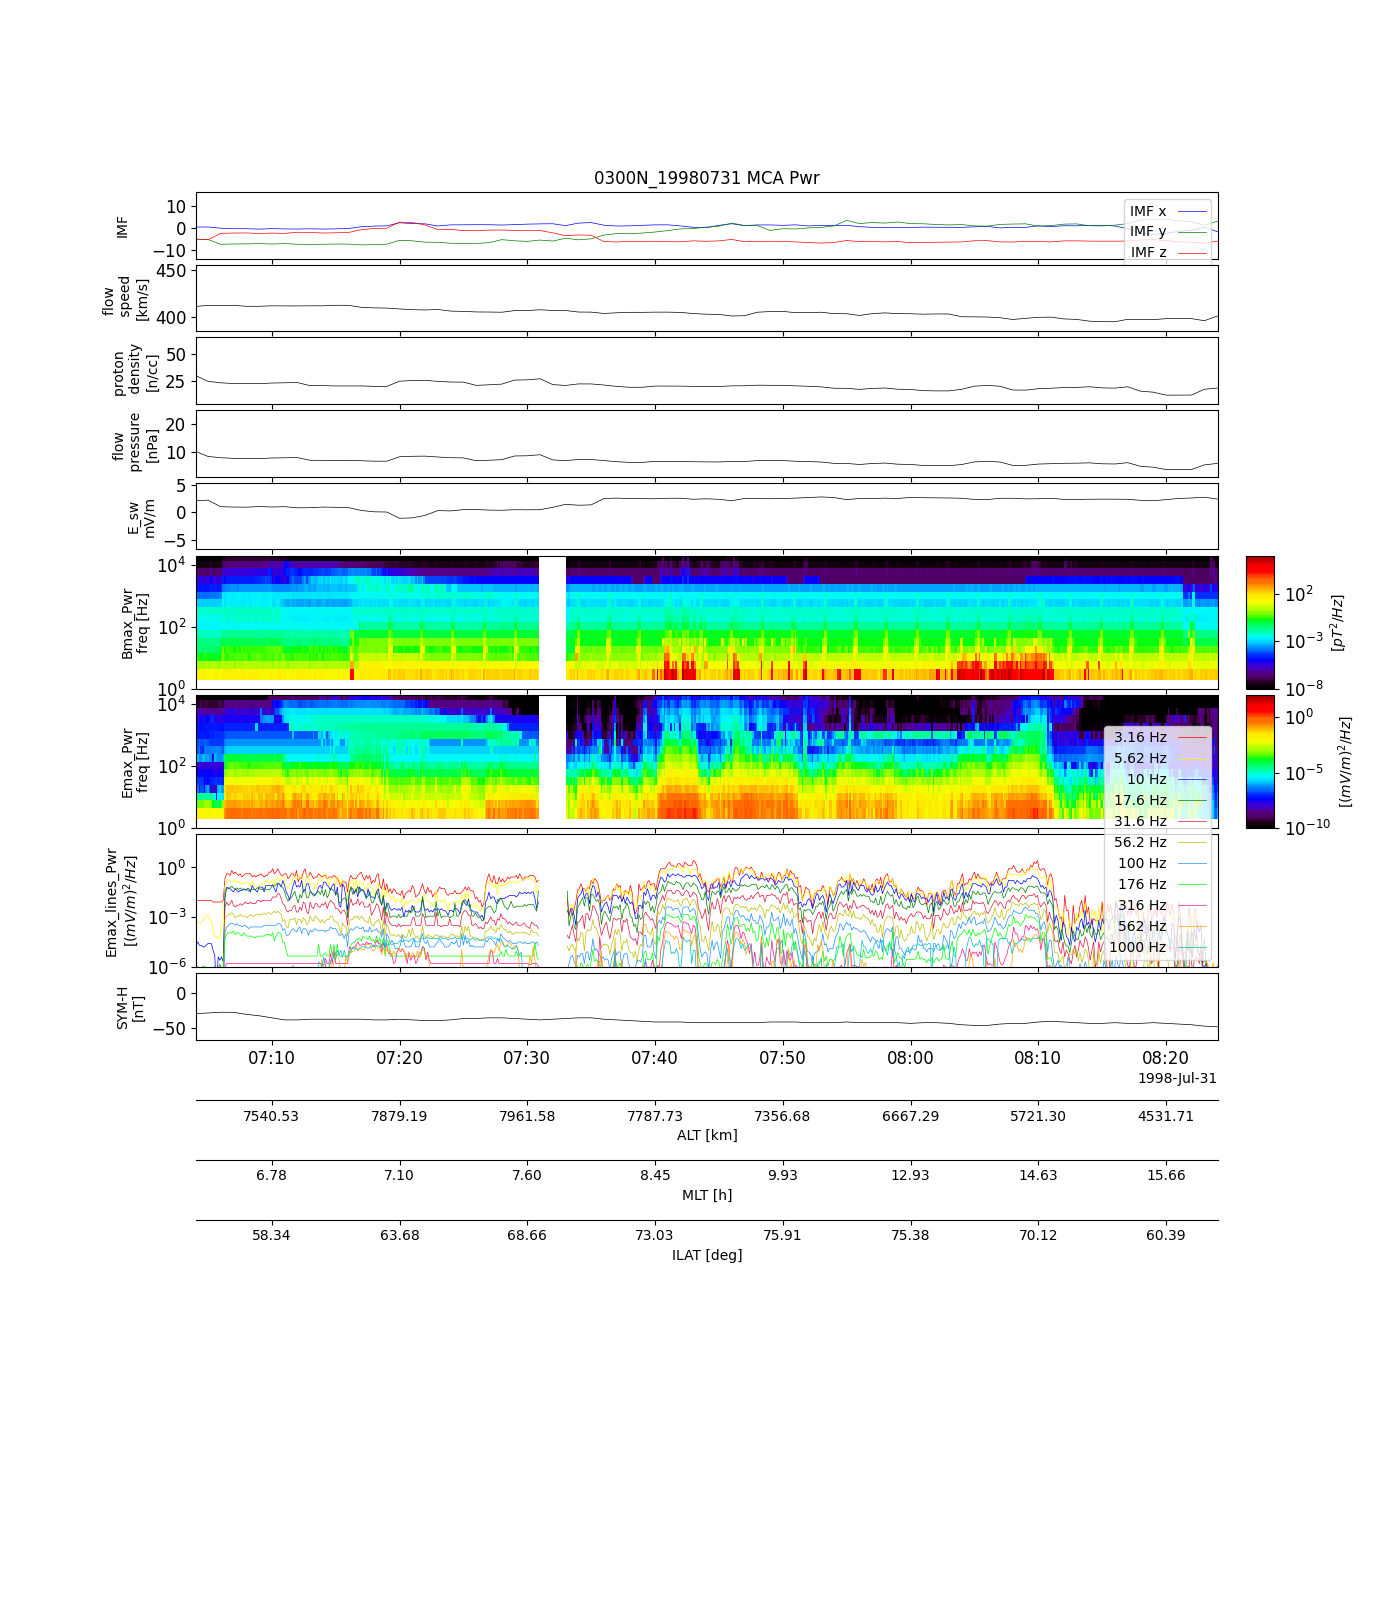 0300N_19980731 MCA Pwr
10
0
−10
IMF
IMF x
IMF y
IMF z
450
400
flow
speed
[km/s]
50
25
proton
density
[n/cc]
20
10
flow
pressure
[nPa]
5
0
−5
E_sw
mV/m
10^4
10^2
10^0
Bmax_Pwr
freq [Hz]
10^2
10^−3
10^−8
[pT^2/Hz]
10^4
10^2
10^0
Emax_Pwr
freq [Hz]
10^0
10^−5
10^−10
[(mV/m)^2/Hz]
3.16 Hz
5.62 Hz
10 Hz
17.6 Hz
31.6 Hz
56.2 Hz
100 Hz
176 Hz
316 Hz
562 Hz
1000 Hz
10^0
10^−3
10^−6
Emax_lines_Pwr
[(mV/m)^2/Hz]
0
−50
SYM-H
[nT]
07:10 07:20 07:30 07:40 07:50 08:00 08:10 08:20
1998-Jul-31
7540.53 7879.19 7961.58 7787.73 7356.68 6667.29 5721.30 4531.71
ALT [km]
6.78 7.10 7.60 8.45 9.93 12.93 14.63 15.66
MLT [h]
58.34 63.68 68.66 73.03 75.91 75.38 70.12 60.39
ILAT [deg]